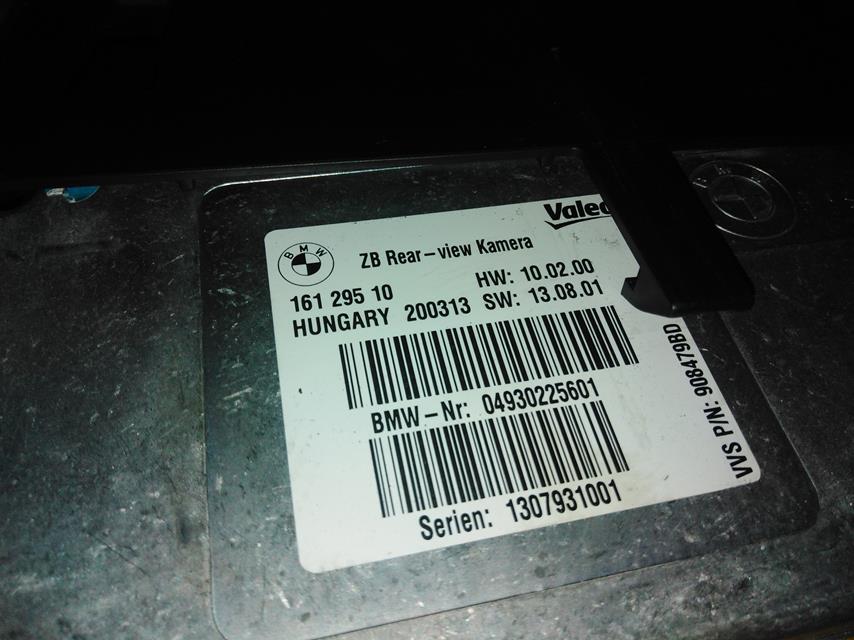 Valeo
BMW
ZB Rear-view Kamera
161 295 10
HW: 10.02.00
HUNGARY 200313 SW: 13.08.01
BMW-Nr: 04930225601
Serien: 1307931001
VVS P/N: 908479BD